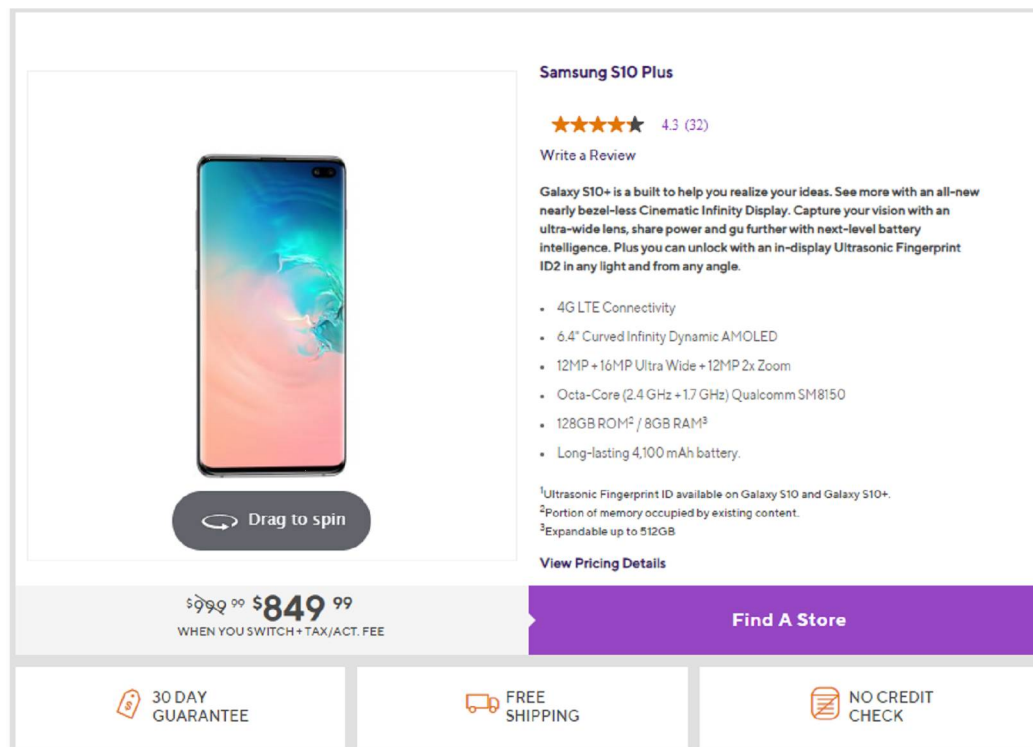 Samsung S10 Plus
4.3 (32)
Write a Review
Galaxy S10+ is a built to help you realize your ideas. See more with an all-new
nearly bezel-less Cinematic Infinity Display. Capture your vision with an
ultra-wide lens, share power and gu further with next-level battery
intelligence. Plus you can unlock with an in-display Ultrasonic Fingerprint
ID2 in any light and from any angle.
• 4G LTE Connectivity
• 6.4" Curved Infinity Dynamic AMOLED
• 12MP + 16MP Ultra Wide + 12MP 2x Zoom
• Octa-Core (2.4 GHz + 1.7 GHz) Qualcomm SM8150
• 128GB ROM² / 8GB RAM³
• Long-lasting 4,100 mAh battery.
¹Ultrasonic Fingerprint ID available on Galaxy S10 and Galaxy S10+.
²Portion of memory occupied by existing content.
³Expandable up to 512GB
View Pricing Details
Drag to spin
$999 99 $849 99
WHEN YOU SWITCH + TAX/ACT. FEE
Find A Store
30 DAY
GUARANTEE
FREE
SHIPPING
NO CREDIT
CHECK